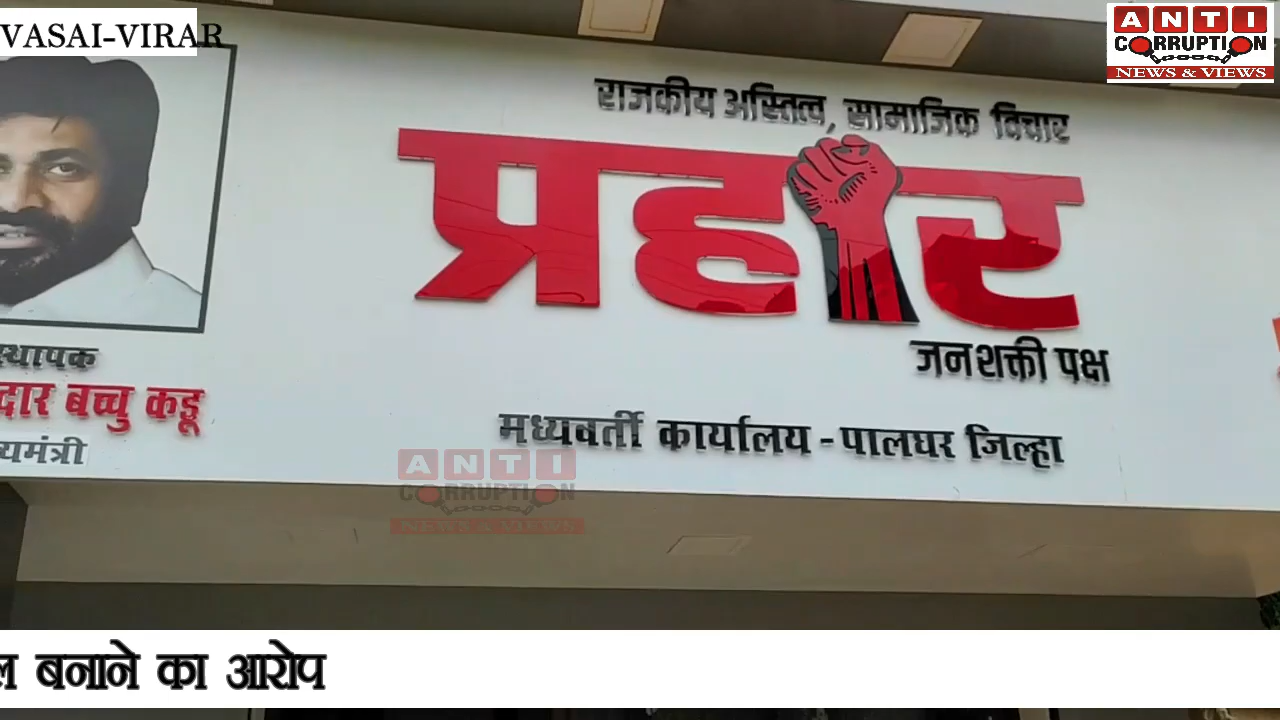 VASAI-VIRAR
ANTI
CORRUPTION
NEWS & VIEWS
राजकीय अस्तित्व, सामाजिक विचार
प्रहार
जनशक्ती पक्ष
मध्यवर्ती कार्यालय - पालघर जिल्हा
स्थापक
दार बच्चु कडू
यमंत्री
ANTI
CORRUPTION
NEWS & VIEWS
ल बनाने का आरोप